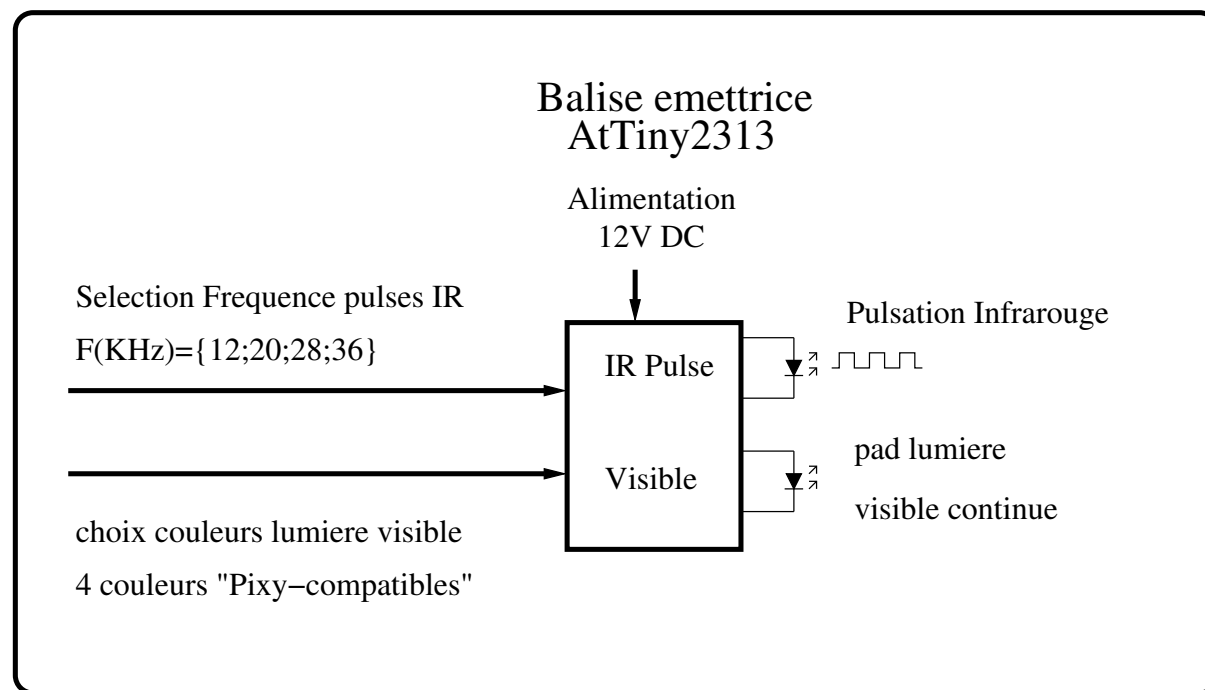 Balise emettrice
AtTiny2313
Alimentation
12V DC
Selection Frequence pulses IR
F(KHz)={12;20;28;36}
IR Pulse
Pulsation Infrarouge
Visible
pad lumiere
visible continue
choix couleurs lumiere visible
4 couleurs "Pixy−compatibles"